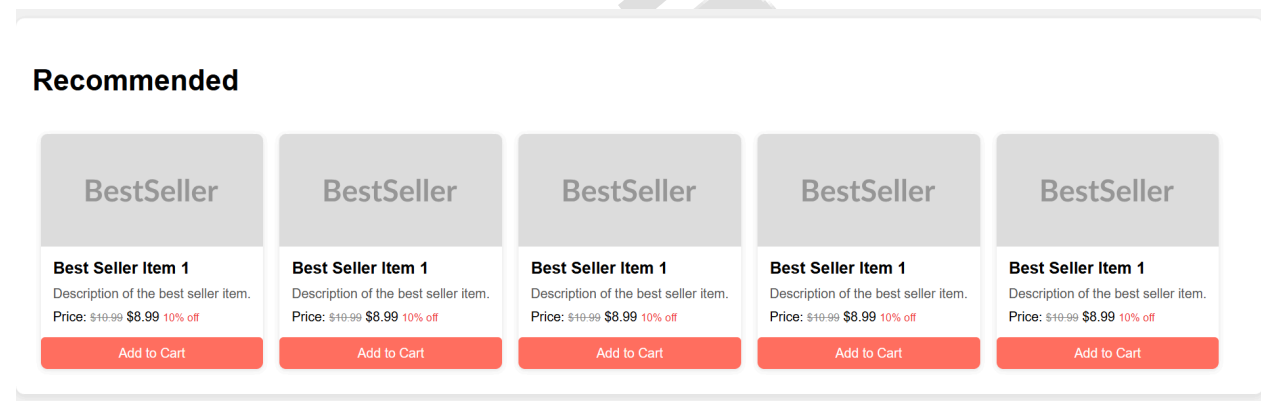 Recommended
BestSeller
BestSeller
BestSeller
BestSeller
BestSeller
Best Seller Item 1
Description of the best seller item.
Price: $10.99 $8.99 10% off
Add to Cart
Best Seller Item 1
Description of the best seller item.
Price: $10.99 $8.99 10% off
Add to Cart
Best Seller Item 1
Description of the best seller item.
Price: $10.99 $8.99 10% off
Add to Cart
Best Seller Item 1
Description of the best seller item.
Price: $10.99 $8.99 10% off
Add to Cart
Best Seller Item 1
Description of the best seller item.
Price: $10.99 $8.99 10% off
Add to Cart